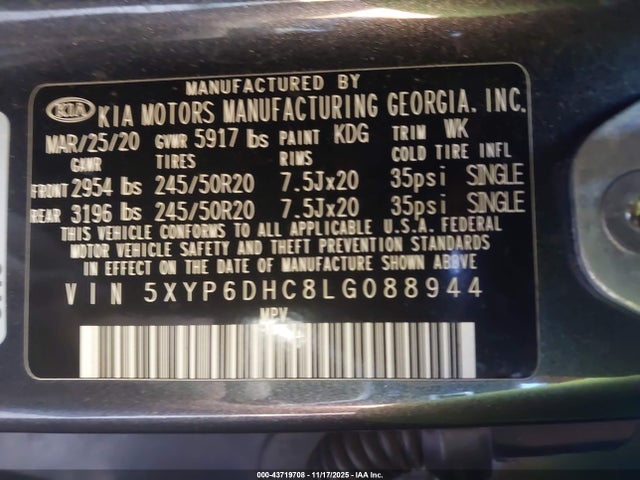 MANUFACTURED BY
KIA KIA MOTORS MANUFACTURING GEORGIA. INC.
MAR/25/20 GVWR 5917 lbs PAINT KDG TRIM WK
GAWR TIRES RIMS COLD TIRE INFL
FRONT 2954 lbs 245/50R20 7.5Jx20 35psi SINGLE
REAR 3196 lbs 245/50R20 7.5Jx20 35psi SINGLE
THIS VEHICLE CONFORMS TO ALL APPLICABLE U.S.A. FEDERAL
MOTOR VEHICLE SAFETY AND THEFT PREVENTION STANDARDS
IN EFFECT ON THE DATE OF MANUFACTURE SHOWN ABOVE.
VIN 5XYP6DHC8LG088944
MPV
000-43719708 - 11/17/2025 - IAA Inc.